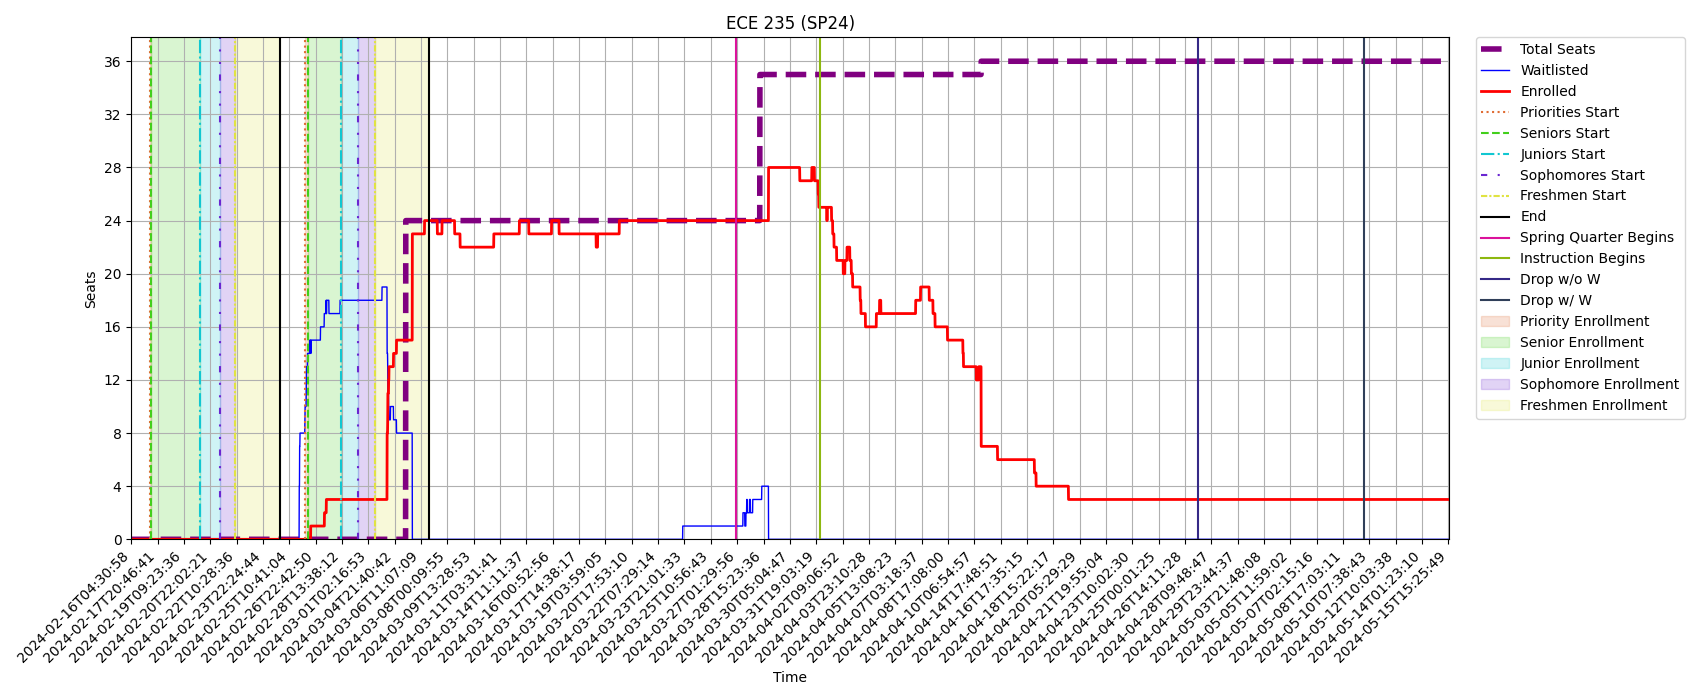 ECE 235 (SP24)
Seats
36
32
28
24
20
16
12
8
4
0
2024-02-16T04:30:58
2024-02-17T20:46:41
2024-02-19T09:23:36
2024-02-20T22:02:21
2024-02-22T10:28:36
2024-02-23T22:24:44
2024-02-25T10:41:04
2024-02-26T22:42:50
2024-02-28T13:38:12
2024-03-01T02:16:53
2024-03-04T21:40:42
2024-03-06T11:07:09
2024-03-08T00:09:55
2024-03-09T13:28:53
2024-03-11T03:31:41
2024-03-14T11:11:37
2024-03-16T00:52:56
2024-03-17T14:38:17
2024-03-19T03:59:05
2024-03-20T17:53:10
2024-03-22T07:29:14
2024-03-23T21:01:33
2024-03-25T10:56:43
2024-03-27T01:29:56
2024-03-28T15:23:36
2024-03-30T05:04:47
2024-03-31T19:03:19
2024-04-02T09:06:52
2024-04-03T23:10:28
2024-04-05T13:08:23
2024-04-07T03:18:37
2024-04-08T17:08:00
2024-04-10T06:54:57
2024-04-14T17:48:51
2024-04-16T17:35:15
2024-04-18T15:22:17
2024-04-20T05:29:29
2024-04-21T19:55:04
2024-04-23T10:02:30
2024-04-25T00:01:25
2024-04-26T14:11:28
2024-04-28T09:48:47
2024-04-29T23:44:37
2024-05-03T21:48:08
2024-05-05T11:59:02
2024-05-07T02:15:16
2024-05-08T17:03:11
2024-05-10T07:38:43
2024-05-12T10:03:38
2024-05-14T01:23:10
2024-05-15T15:25:49
Time
Total Seats
Waitlisted
Enrolled
Priorities Start
Seniors Start
Juniors Start
Sophomores Start
Freshmen Start
End
Spring Quarter Begins
Instruction Begins
Drop w/o W
Drop w/ W
Priority Enrollment
Senior Enrollment
Junior Enrollment
Sophomore Enrollment
Freshmen Enrollment